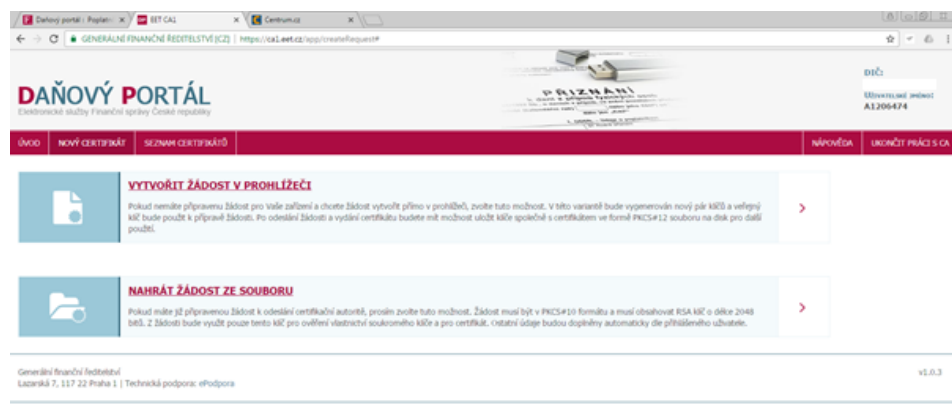 Daňový portál : Poplatn
EET CA1
Centrum.cz
GENERÁLNÍ FINANČNÍ ŘEDITELSTVÍ [CZ] | https://ca1.eet.cz/app/createRequest#
DAŇOVÝ PORTÁL
Elektronické služby Finanční správy České republiky
PŘIZNÁNÍ
DIČ:
Uživatelské jméno:
A1206474
ÚVOD NOVÝ CERTIFIKÁT SEZNAM CERTIFIKÁTŮ NÁPOVĚDA UKONČIT PRÁCI S CA
VYTVOŘIT ŽÁDOST V PROHLÍŽEČI
Pokud nemáte připravenu žádost pro Vaše zařízení a chcete žádost vytvořit přímo v prohlížeči, zvolte tuto možnost. V této variantě bude vygenerován nový pár klíčů a veřejný
klíč bude použit k přípravě žádosti. Po odeslání žádosti a vydání certifikátu budete mít možnost uložit klíče společně s certifikátem ve formě PKCS#12 souboru na disk pro další
použití.
NAHRÁT ŽÁDOST ZE SOUBORU
Pokud máte již připravenou žádost k odeslání certifikační autoritě, prosím zvolte tuto možnost. Žádost musí být v PKCS#10 formátu a musí obsahovat RSA klíč o délce 2048
bitů. Z žádosti bude využit pouze tento klíč pro ověření vlastnictví soukromého klíče a pro certifikát. Ostatní údaje budou doplněny automaticky dle přihlášeného uživatele.
Generální finanční ředitelství
Lazarská 7, 117 22 Praha 1 | Technická podpora: ePodpora
v1.0.3